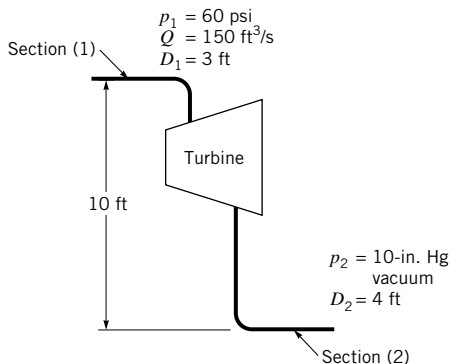 p₁ = 60 psi
Q = 150 ft³/s
D₁ = 3 ft
Section (1)
Turbine
10 ft
p₂ = 10-in. Hg
vacuum
D₂ = 4 ft
Section (2)